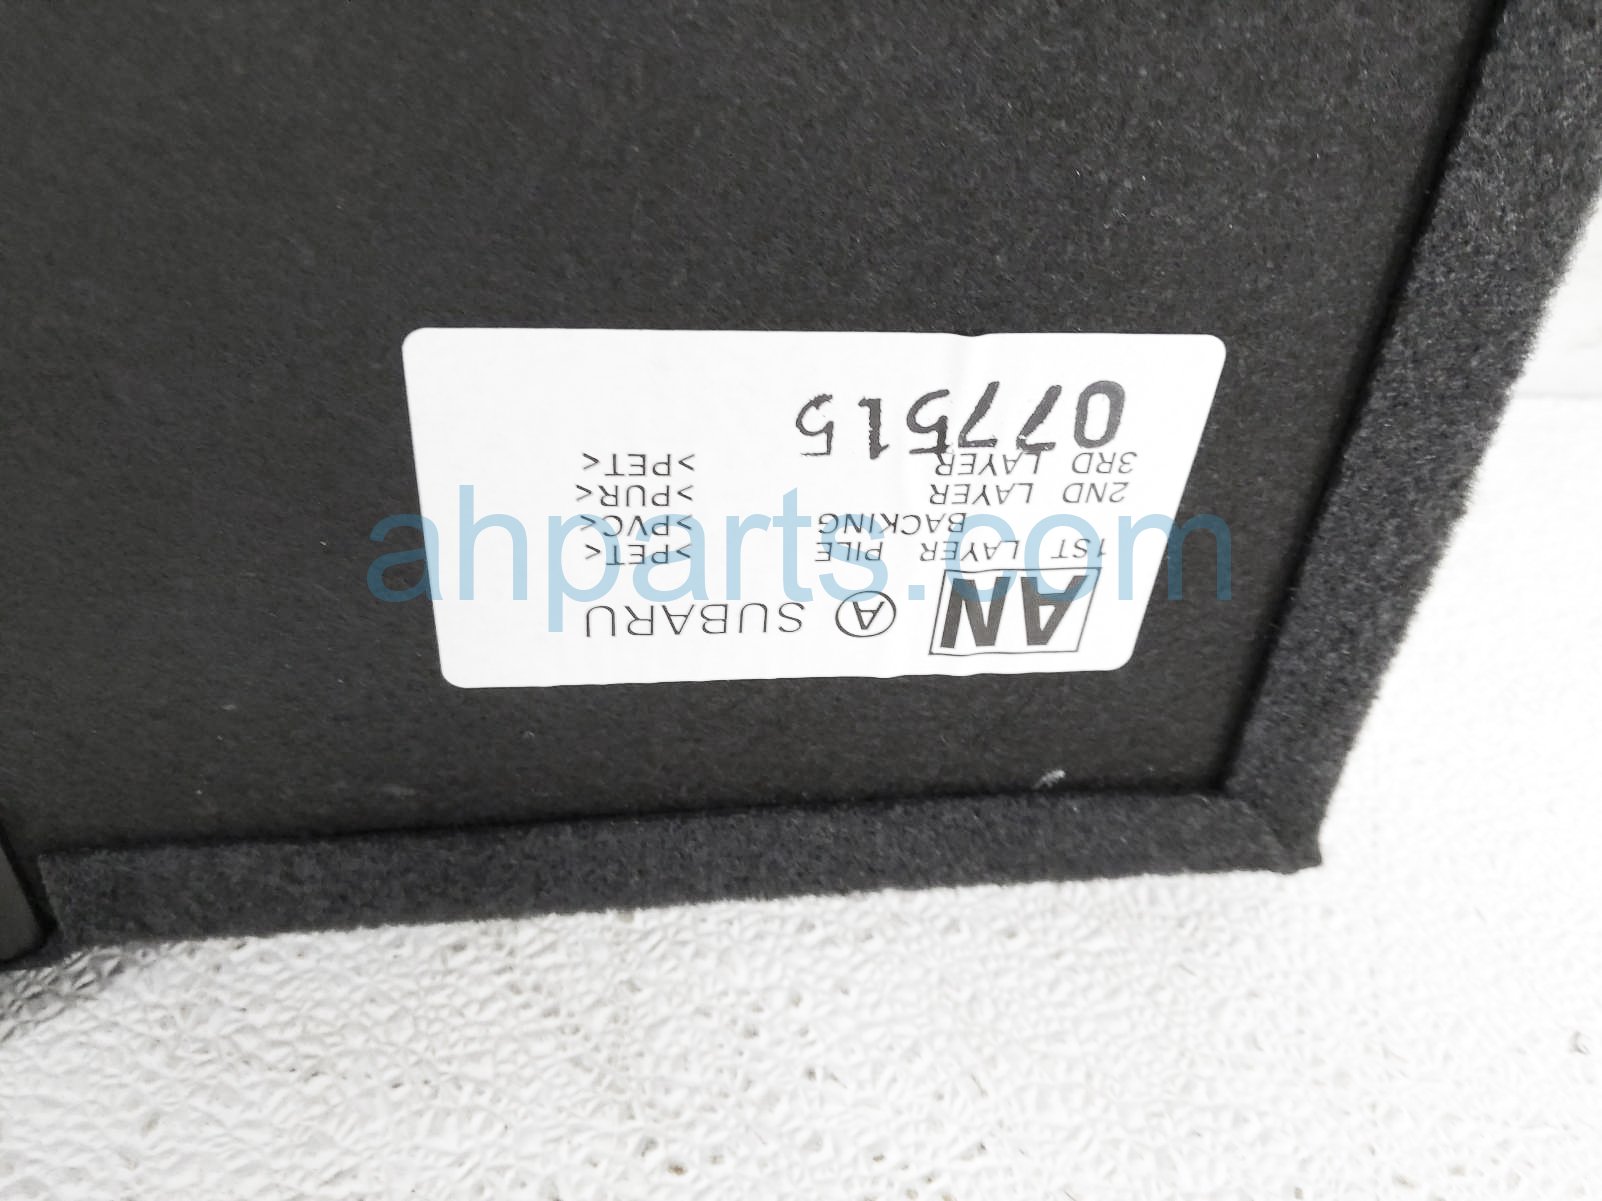 AN A SUBARU
1ST LAYER PILE >PET<
BACKING >PVC<
2ND LAYER >PUR<
3RD LAYER >PET<
077515
ahparts.com